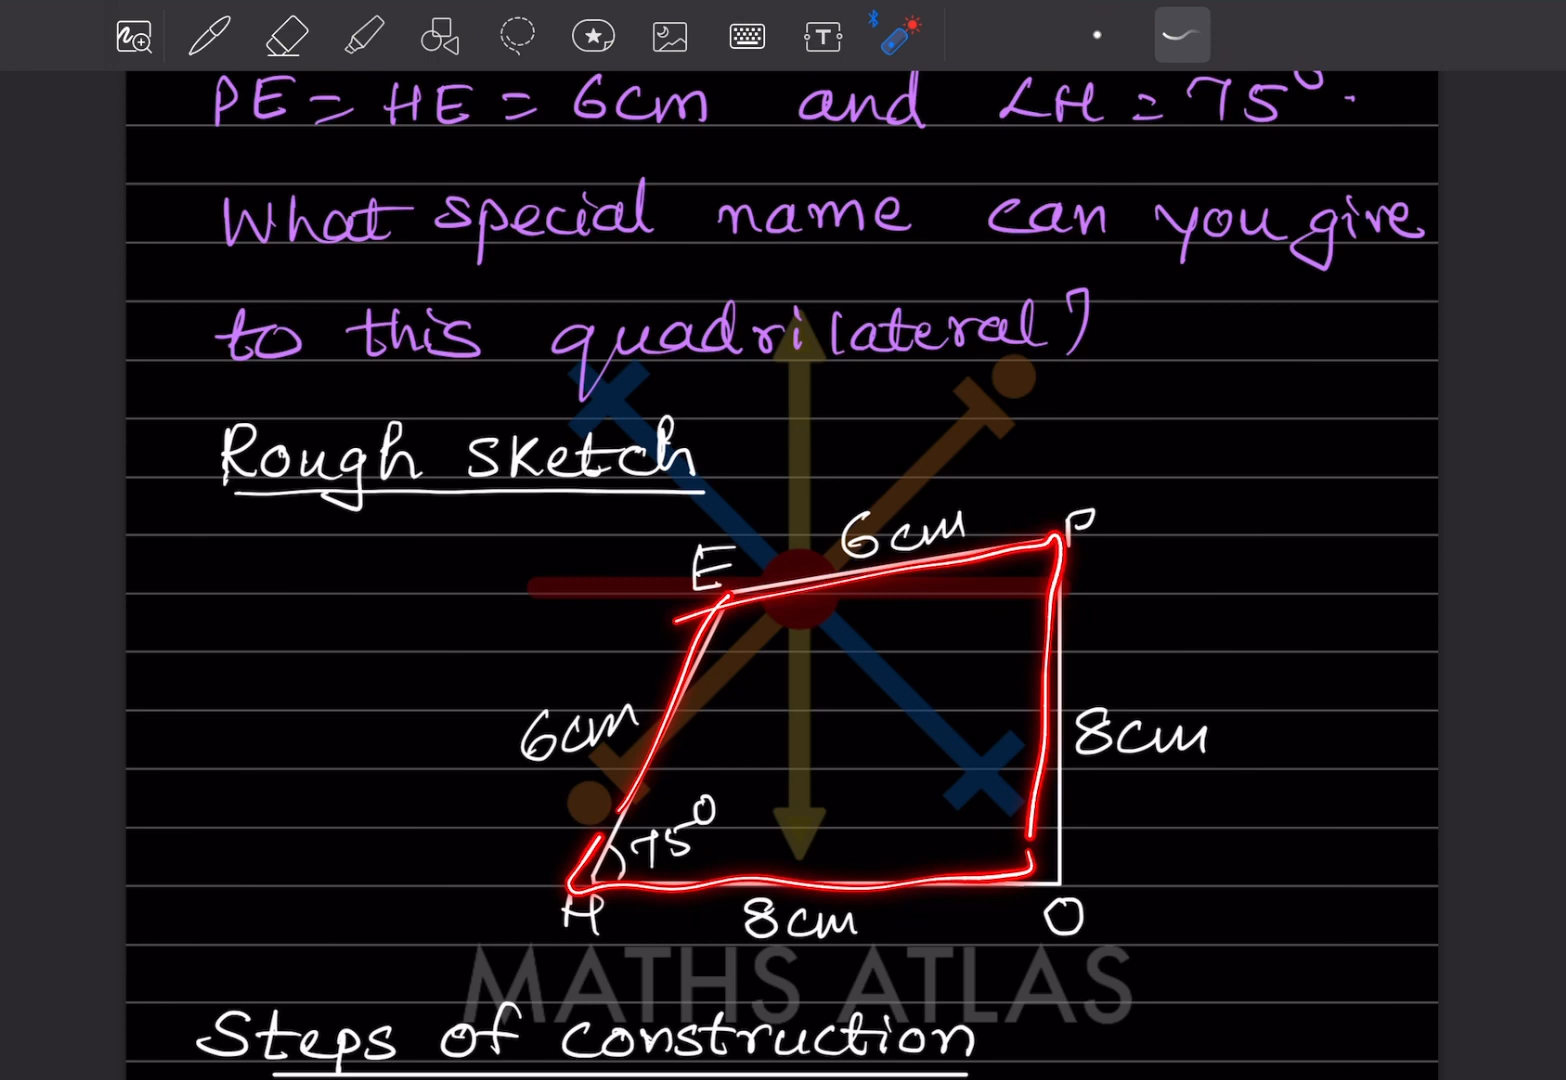 PE = HE = 6cm and ∠H = 75°.
What special name can you give
to this quadrilateral?
Rough sketch
P
6cm
E
6cm
8cm
75°
H
8cm
O
MATHS ATLAS
Steps of construction